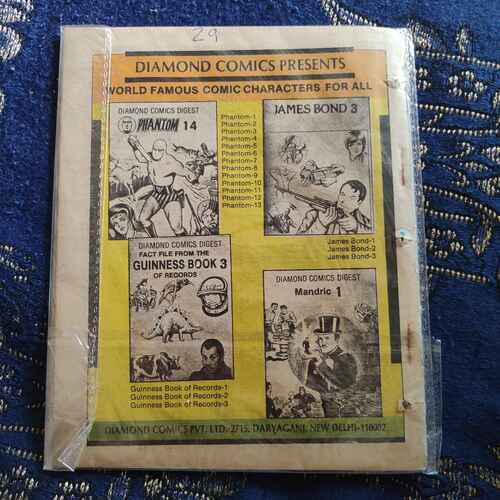 29
DIAMOND COMICS PRESENTS
WORLD FAMOUS COMIC CHARACTERS FOR ALL
DIAMOND COMICS DIGEST
PHANTOM 14
Phantom-1
Phantom-2
Phantom-3
Phantom-4
Phantom-5
Phantom-6
Phantom-7
Phantom-8
Phantom-9
Phantom-10
Phantom-11
Phantom-12
Phantom-13
JAMES BOND 3
James Bond-1
James Bond-2
James Bond-3
DIAMOND COMICS DIGEST
FACT FILE FROM THE
GUINNESS BOOK 3
OF RECORDS
Guinness Book of Records-1
Guinness Book of Records-2
Guinness Book of Records-3
DIAMOND COMICS DIGEST
Mandric 1
DIAMOND COMICS PVT. LTD.-2/15, DARYAGANJ, NEW DELHI-110002